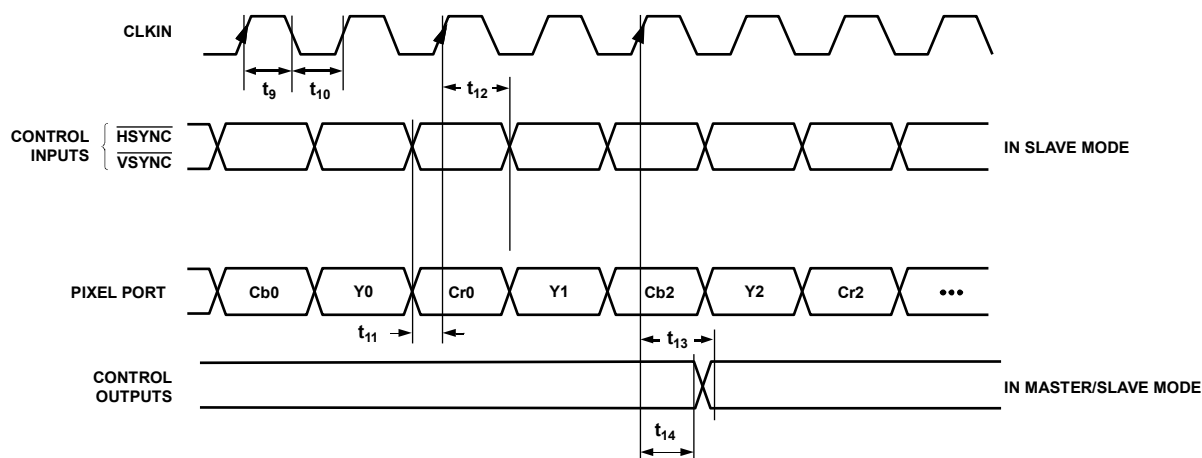 CLKIN
t9 t10 t12
CONTROL INPUTS HSYNC VSYNC
IN SLAVE MODE
PIXEL PORT Cb0 Y0 Cr0 Y1 Cb2 Y2 Cr2 •••
t11 t13
CONTROL OUTPUTS
IN MASTER/SLAVE MODE
t14